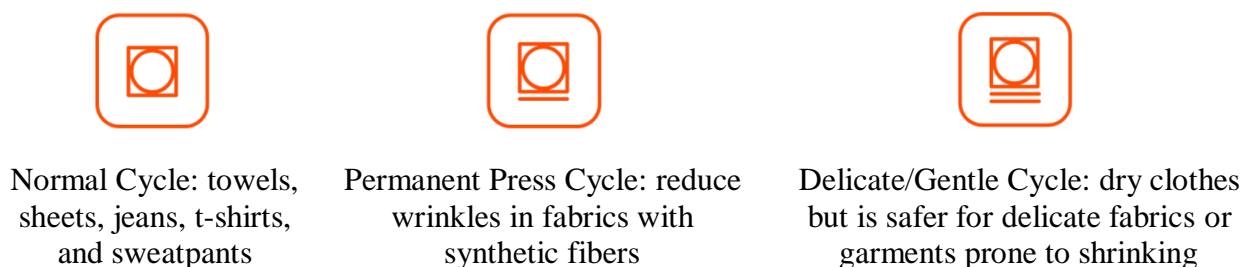 Normal Cycle: towels,
sheets, jeans, t-shirts,
and sweatpants
Permanent Press Cycle: reduce
wrinkles in fabrics with
synthetic fibers
Delicate/Gentle Cycle: dry clothes
but is safer for delicate fabrics or
garments prone to shrinking